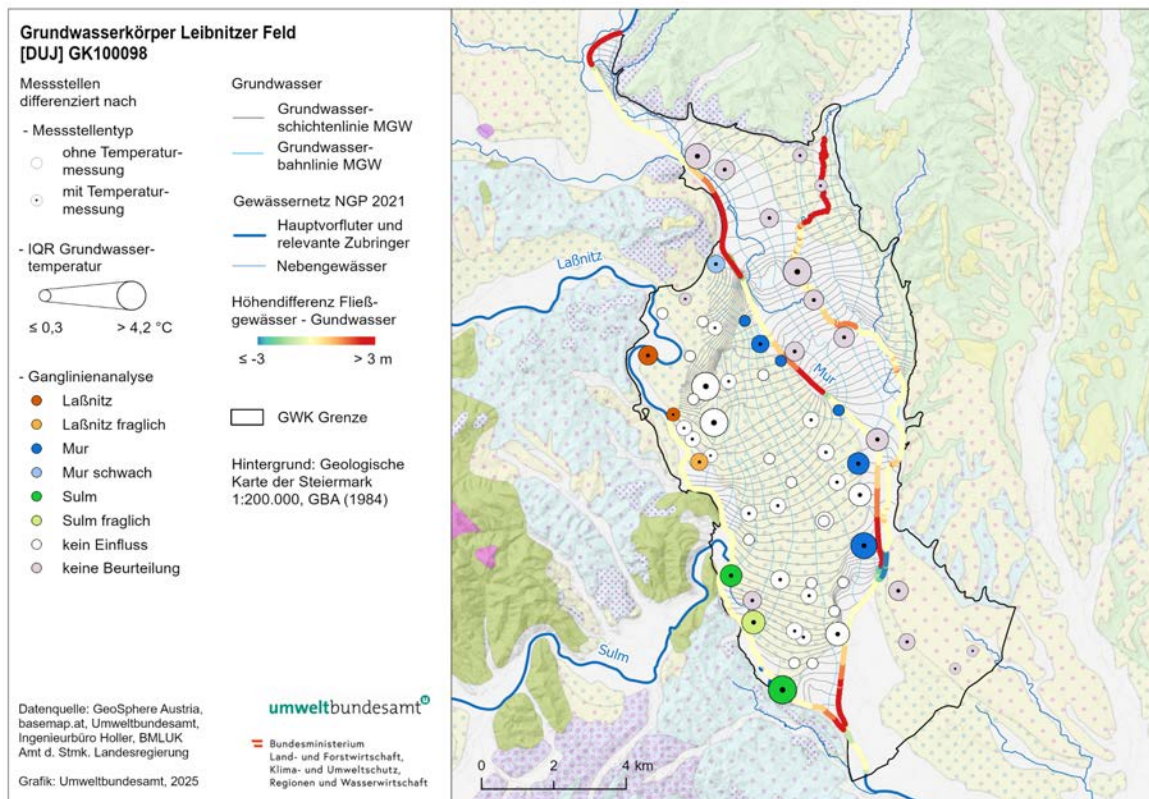 Grundwasserkörper Leibnitzer Feld
[DUJ] GK100098
Messstellen
differenziert nach
- Messstellentyp
ohne Temperatur-
messung
mit Temperatur-
messung
- IQR Grundwasser-
temperatur
≤ 0,3 > 4,2 °C
- Ganglinienanalyse
Laßnitz
Laßnitz fraglich
Mur
Mur schwach
Sulm
Sulm fraglich
kein Einfluss
keine Beurteilung
Grundwasser
Grundwasser-
schichtenlinie MGW
Grundwasser-
bahnlinie MGW
Gewässernetz NGP 2021
Hauptvorfluter und
relevante Zubringer
Nebengewässer
Höhendifferenz Fließ-
gewässer - Gundwasser
≤ -3 > 3 m
GWK Grenze
Hintergrund: Geologische
Karte der Steiermark
1:200.000, GBA (1984)
Datenquelle: GeoSphere Austria,
basemap.at, Umweltbundesamt,
Ingenieurbüro Holler, BMLUK
Amt d. Stmk. Landesregierung
Grafik: Umweltbundesamt, 2025
umweltbundesamt u
Bundesministerium
Land- und Forstwirtschaft,
Klima- und Umweltschutz,
Regionen und Wasserwirtschaft
Laßnitz
Mur
Sulm
0 2 4 km